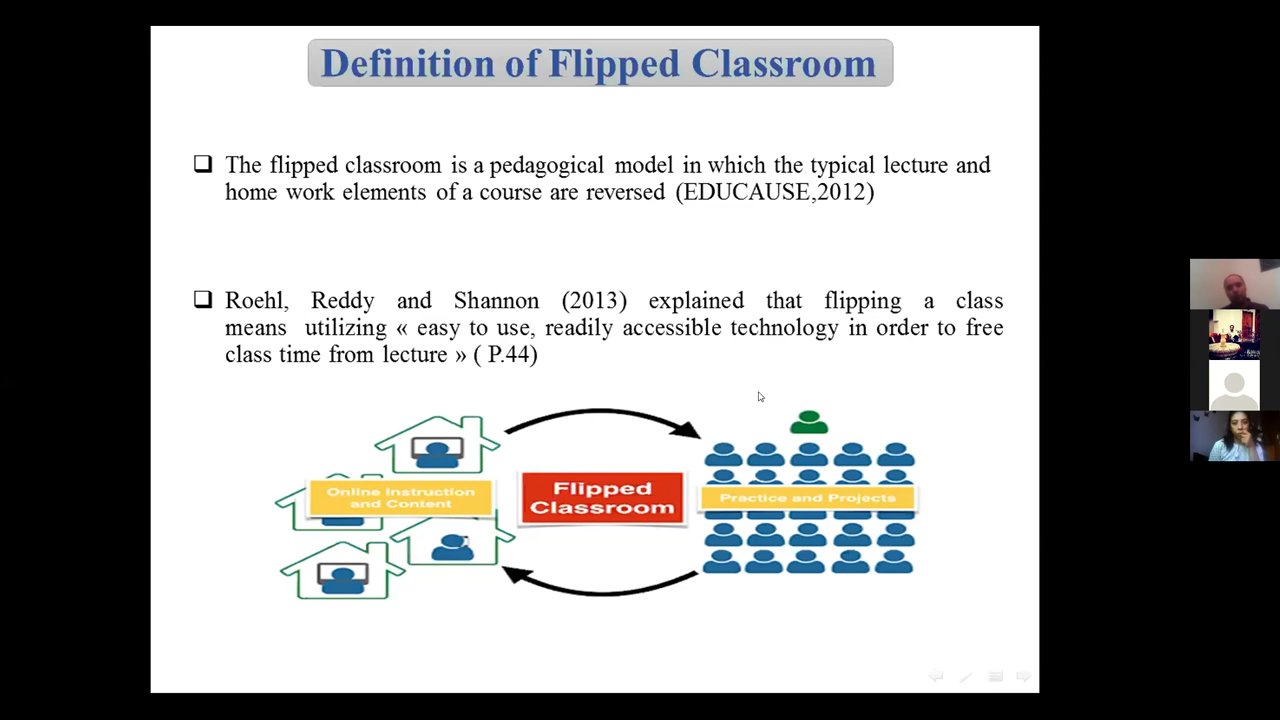 Definition of Flipped Classroom
The flipped classroom is a pedagogical model in which the typical lecture and
home work elements of a course are reversed (EDUCAUSE,2012)
Roehl, Reddy and Shannon (2013) explained that flipping a class
means utilizing « easy to use, readily accessible technology in order to free
class time from lecture » ( P.44)
Online Instruction
and Content
Flipped
Classroom
Practice and Projects